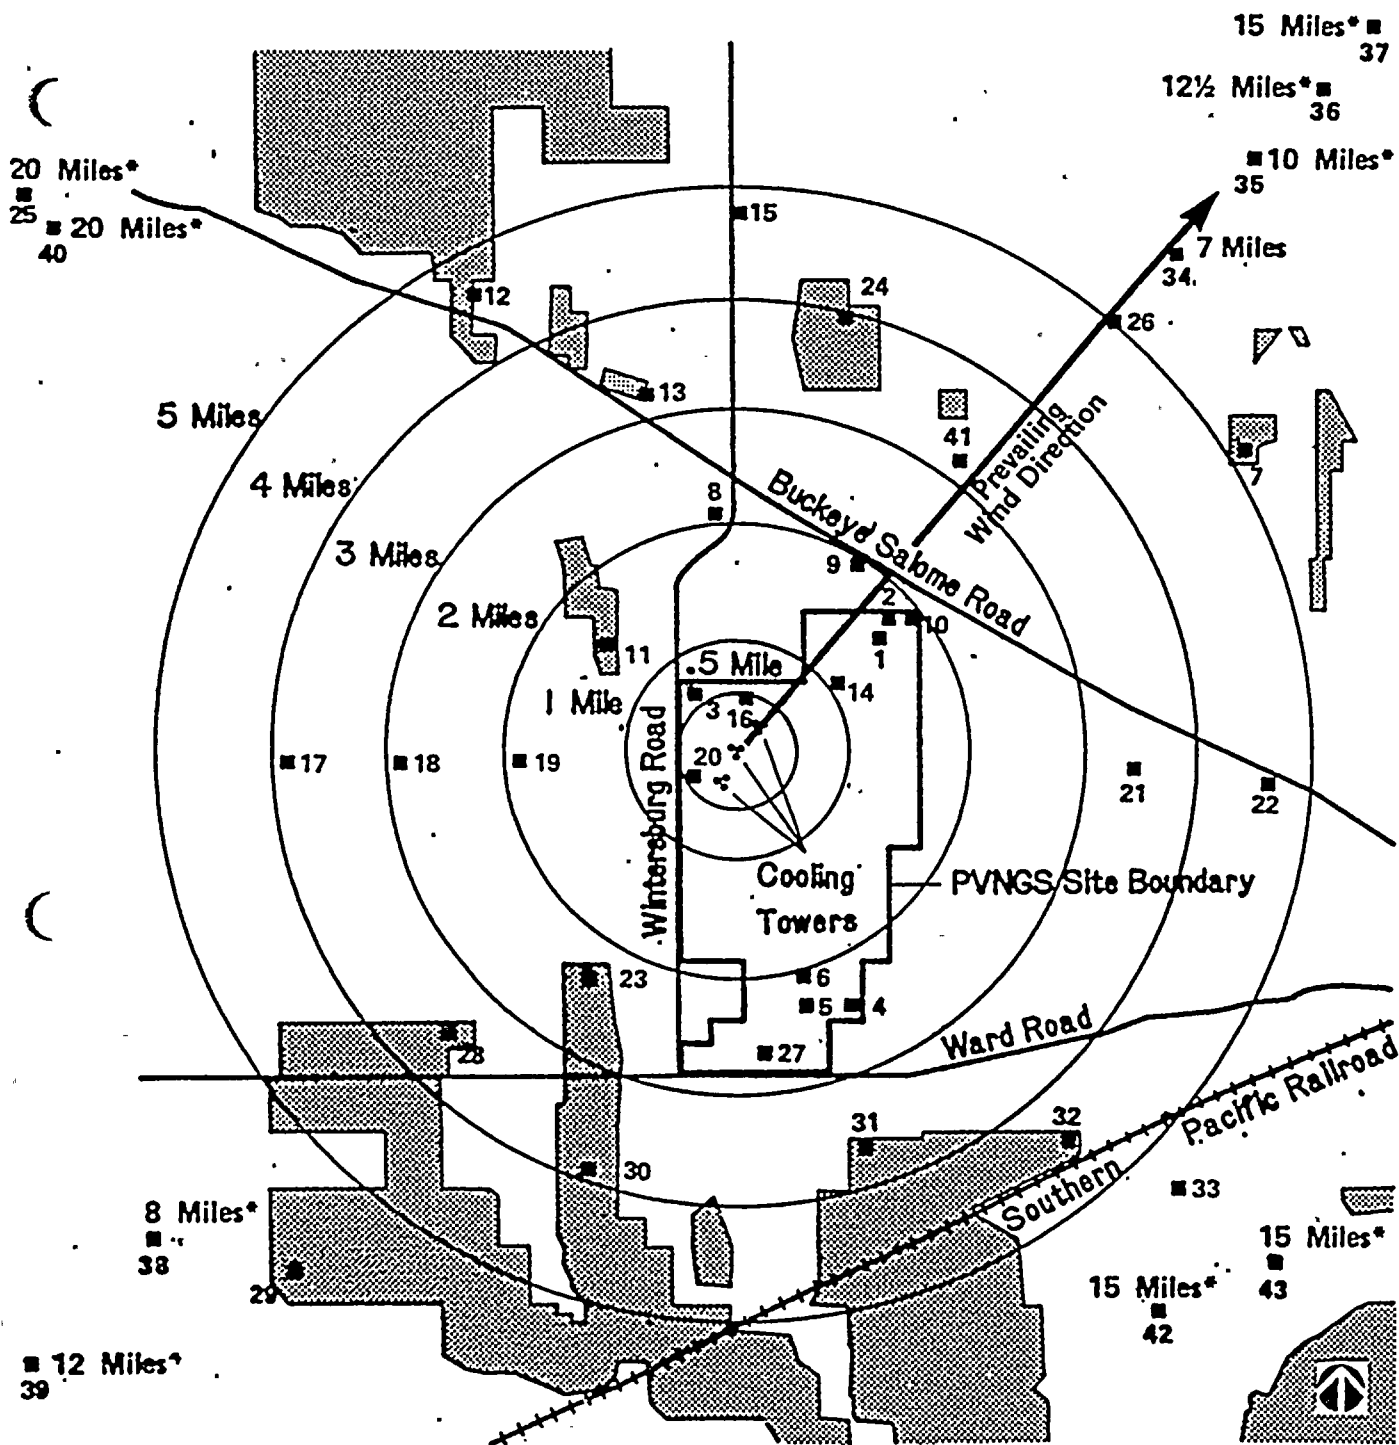 15 Miles*
37
12½ Miles*
36
10 Miles*
35
20 Miles*
25
20 Miles*
40
15
7 Miles
34
12
24
26
13
5 Miles
41
Prevailing
Wind Direction
7
4 Miles
8
Buckeye Salome Road
3 Miles
9
2
10
2 Miles
1
11
.5 Mile
14
1 Mile
3
16
Wintersburg Road
17
18
19
20
21
22
Cooling
Towers
PVNGS Site Boundary
23
6
5
4
28
27
Ward Road
Southern Pacific Railroad
31
32
30
33
8 Miles*
38
29
15 Miles*
43
15 Miles*
42
12 Miles*
39